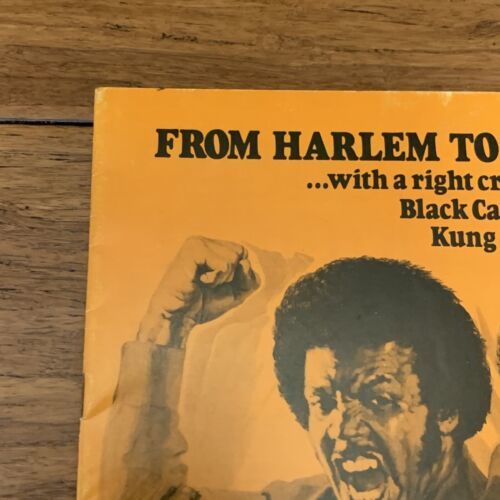 FROM HARLEM TO
...with a right cr
Black Ca
Kung